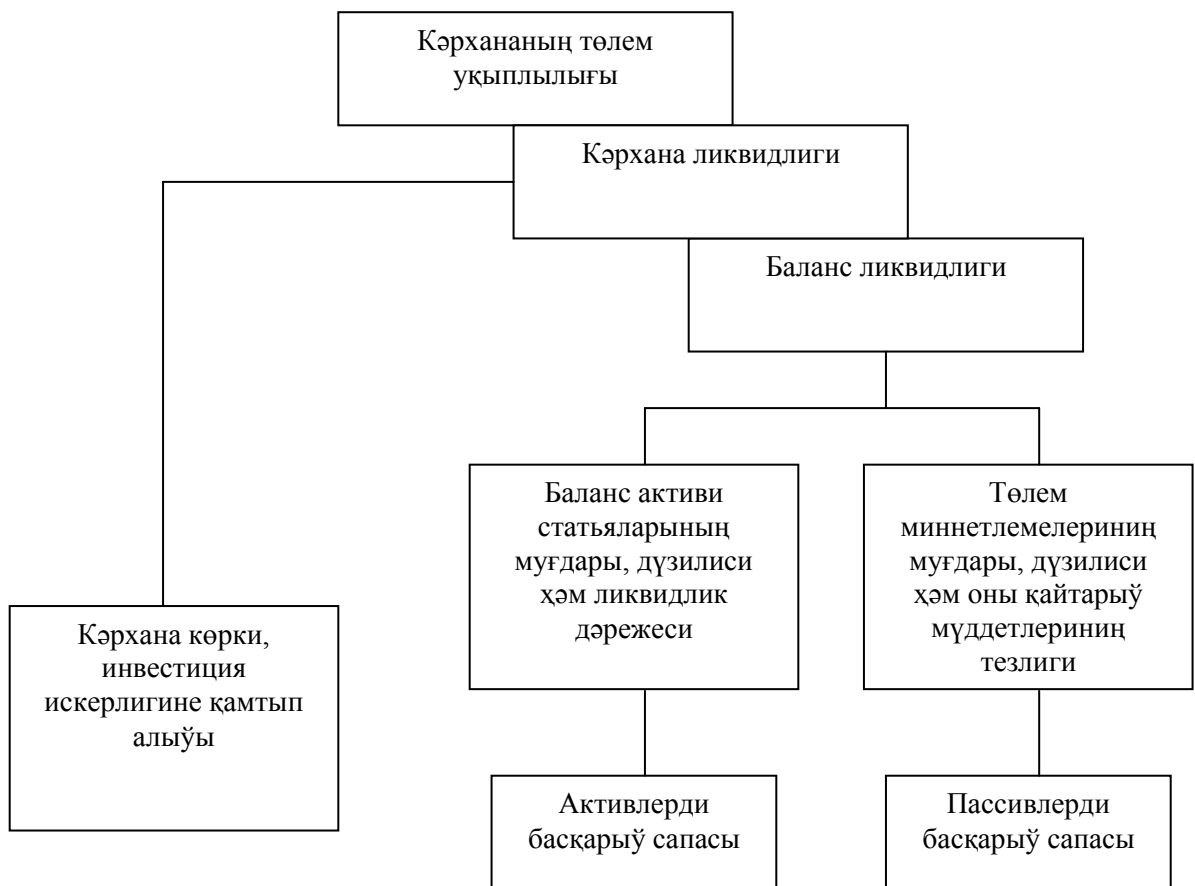 Кәрхананың төлем
уқыплылығы
Кәрхана ликвидлиги
Баланс ликвидлиги
Баланс активи
статьяларының
муғдары, дүзилиси
ҳәм ликвидлик
дәрежеси
Төлем
миннетлемелериниң
муғдары, дүзилиси
ҳәм оны қайтарыў
мүддетлериниң
тезлиги
Кәрхана көрки,
инвестиция
искерлигине қамтып
алыўы
Активлерди
басқарыў сапасы
Пассивлерди
басқарыў сапасы